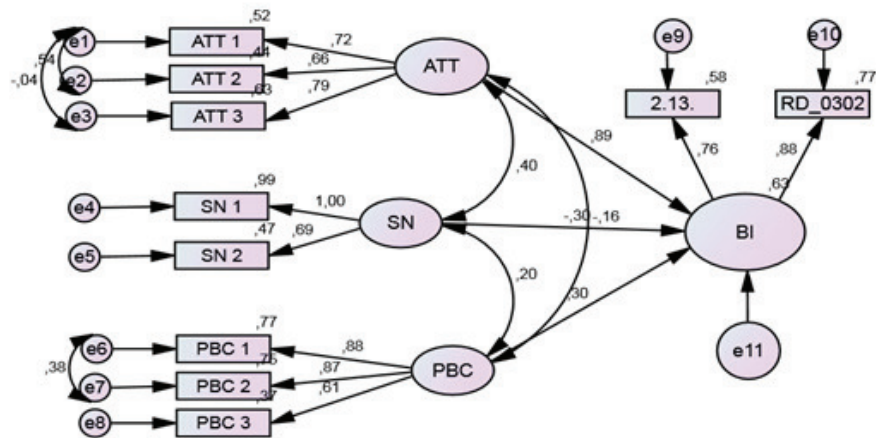 ,52
e1
ATT 1
,72
,54
-,04
,44
e2
ATT 2
,66
ATT
,63
e3
ATT 3
,79
e9
e10
,58
,77
2.13.
RD_0302
,89
,76
,88
,40
,63
,99
e4
SN 1
1,00
SN
-,30
-,16
BI
,47
e5
SN 2
,69
,20
,30
,77
e6
PBC 1
,88
,38
,75
e7
PBC 2
,87
PBC
e11
,37
e8
PBC 3
,61